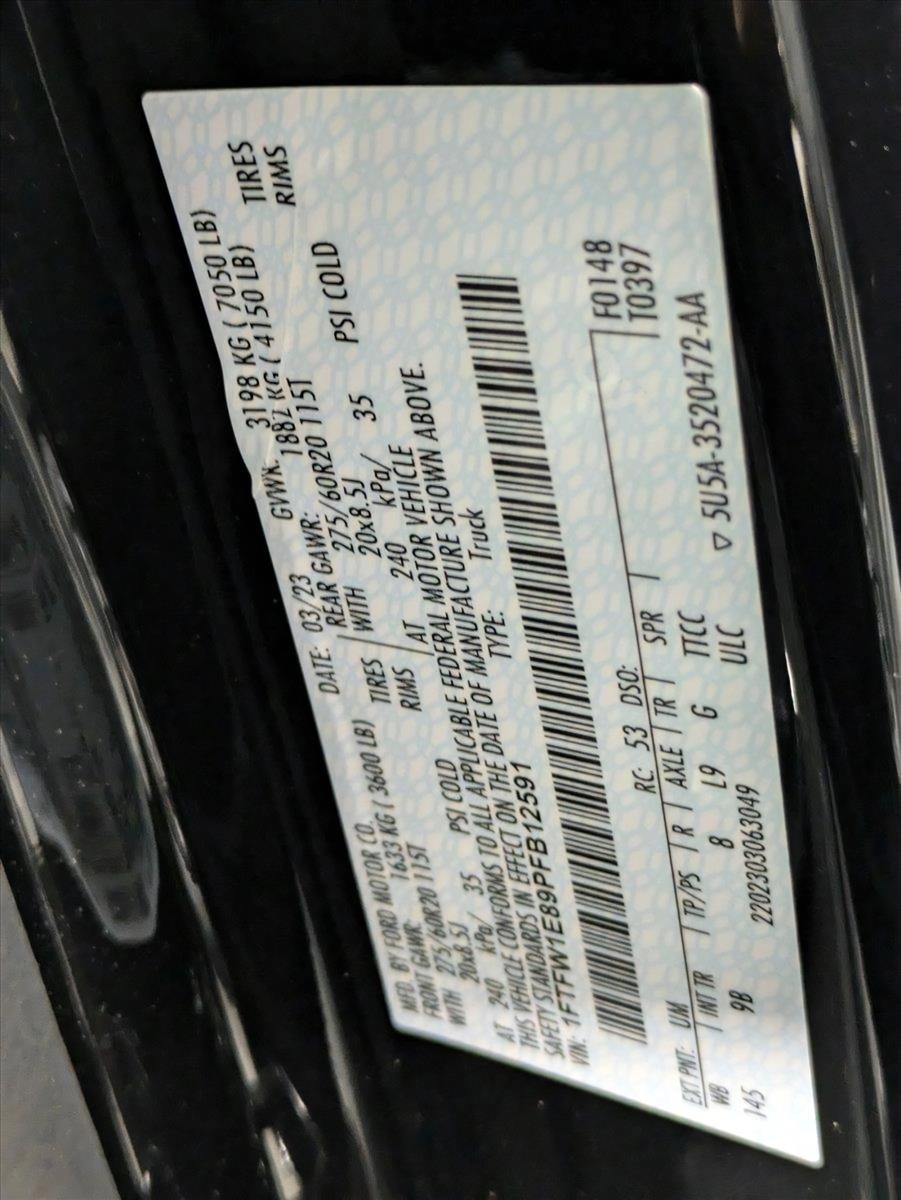 MFD. BY FORD MOTOR CO. DATE: 03/23 GVWR: 3198 KG ( 7050 LB)
FRONT GAWR: 1633 KG ( 3600 LB) REAR GAWR: 1882 KG ( 4150 LB)
WITH 275/60R20 115T TIRES WITH 275/60R20 115T TIRES
20x8.5J RIMS 20x8.5J RIMS
AT 240 kPa/ 35 PSI COLD AT 240 kPa/ 35 PSI COLD
THIS VEHICLE CONFORMS TO ALL APPLICABLE FEDERAL MOTOR VEHICLE
SAFETY STANDARDS IN EFFECT ON THE DATE OF MANUFACTURE SHOWN ABOVE.
VIN: 1FTFW1E89PFB12591 TYPE: Truck
F0148
T0397
EXT PNT: UM RC: 53 DSO:
WB INT TR TP/PS R AXLE TR SPR
145 9B 8 L9 G TTCC
2202303063049 ULC
5U5A-3520472-AA